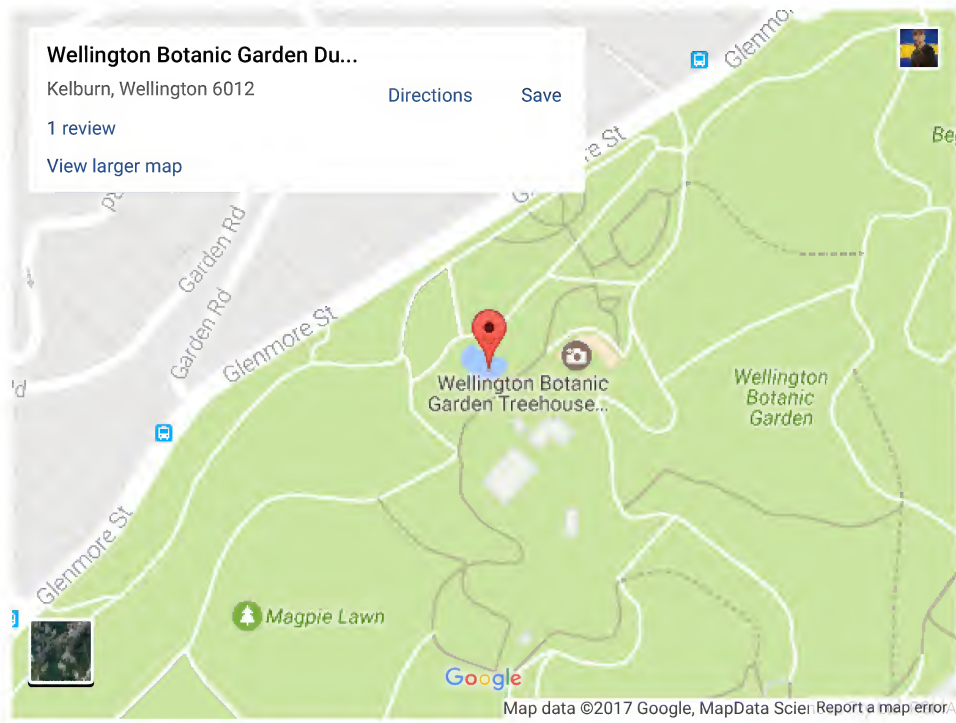 Wellington Botanic Garden Du...
Kelburn, Wellington 6012
Directions
Save
1 review
View larger map
Glenmo
Be
e St
G
Garden Rd
Garden Rd
Glenmore St
'd
Wellington Botanic
Garden Treehouse...
Wellington
Botanic
Garden
Glenmore St
Magpie Lawn
Google
Map data ©2017 Google, MapData Scien
Report a map error